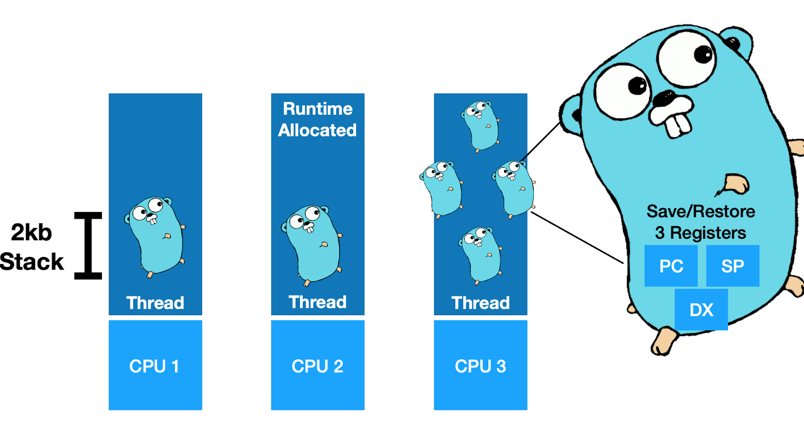 2kb
Stack
Thread
CPU 1
Runtime
Allocated
Thread
CPU 2
Thread
CPU 3
Save/Restore
3 Registers
PC
SP
DX